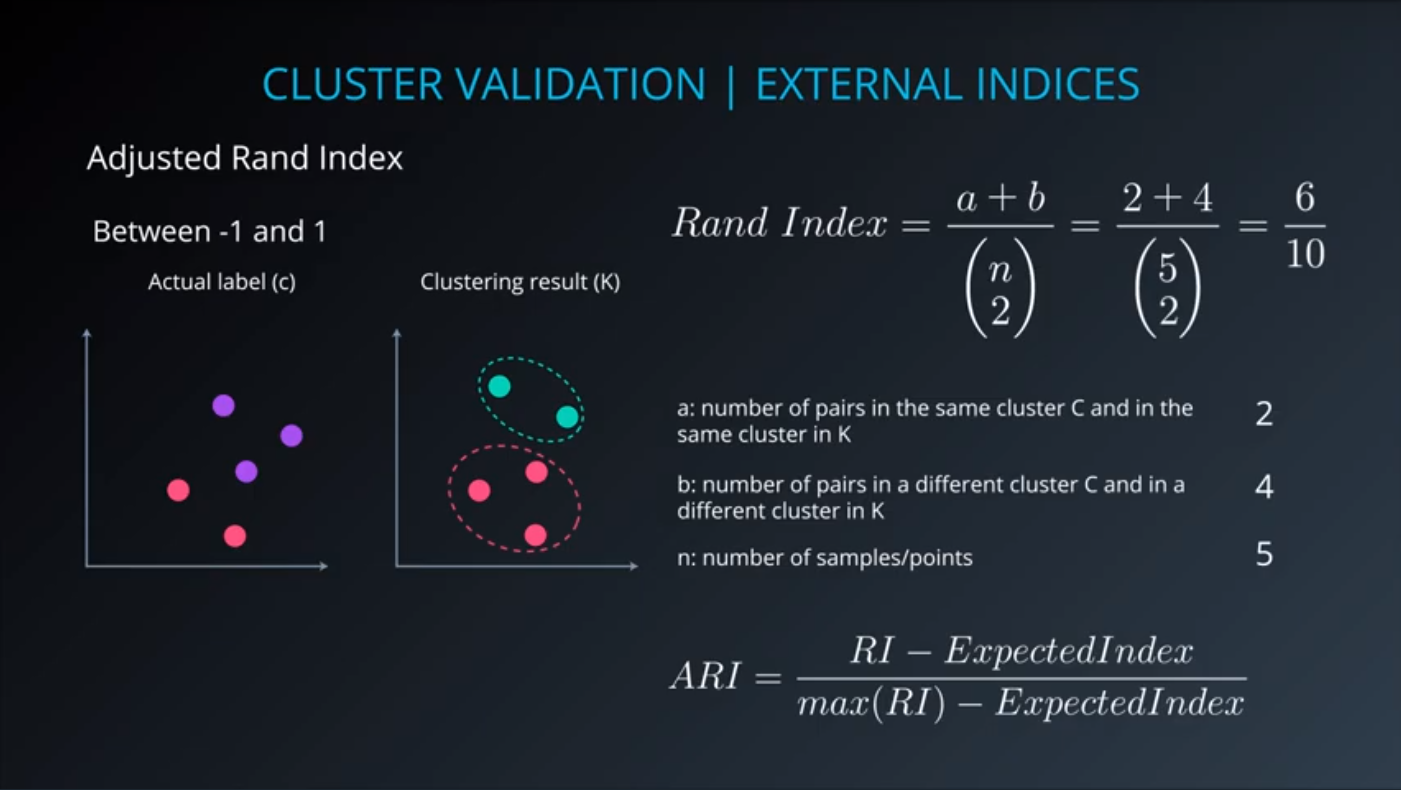 CLUSTER VALIDATION | EXTERNAL INDICES
Adjusted Rand Index
Between -1 and 1
Actual label (c)
Clustering result (K)
Rand Index = \frac{a + b}{\binom{n}{2}} = \frac{2 + 4}{\binom{5}{2}} = \frac{6}{10}
a: number of pairs in the same cluster C and in the
same cluster in K
2
b: number of pairs in a different cluster C and in a
different cluster in K
4
n: number of samples/points
5
ARI = \frac{RI - ExpectedIndex}{max(RI) - ExpectedIndex}